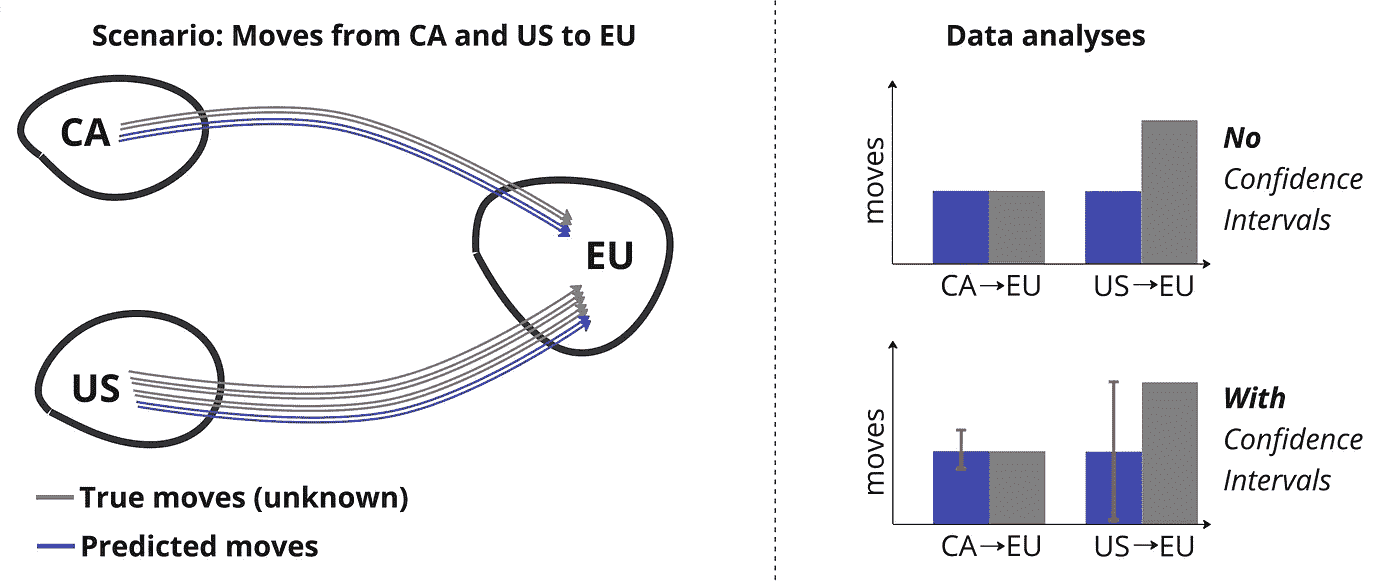 Scenario: Moves from CA and US to EU
CA
EU
US
True moves (unknown)
Predicted moves
Data analyses
moves
CA→EU
US→EU
No
Confidence
Intervals
moves
CA→EU
US→EU
With
Confidence
Intervals